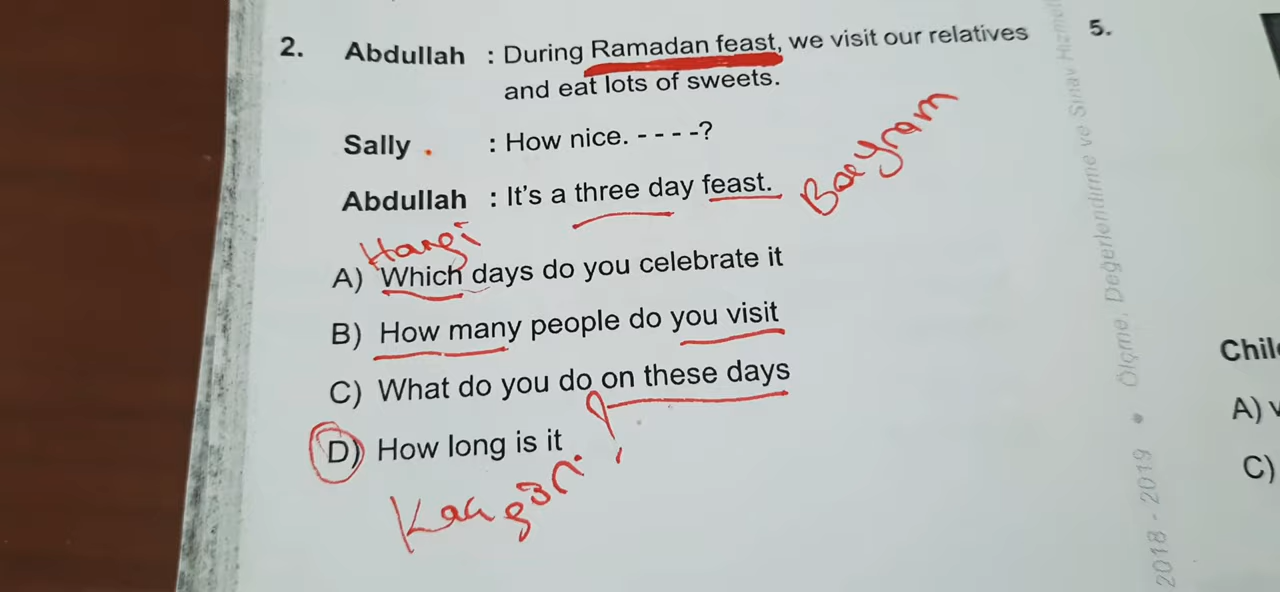 2. Abdullah : During Ramadan feast, we visit our relatives
and eat lots of sweets.
Sally . : How nice. - - - -?
Abdullah : It's a three day feast.
Bayram
Hangi
A) Which days do you celebrate it
B) How many people do you visit
C) What do you do on these days
D) How long is it
Kaç gün
5.
Ölçme, Değerlendirme ve Sınav Hizmet
2018 - 2019
Chil
A)
C)